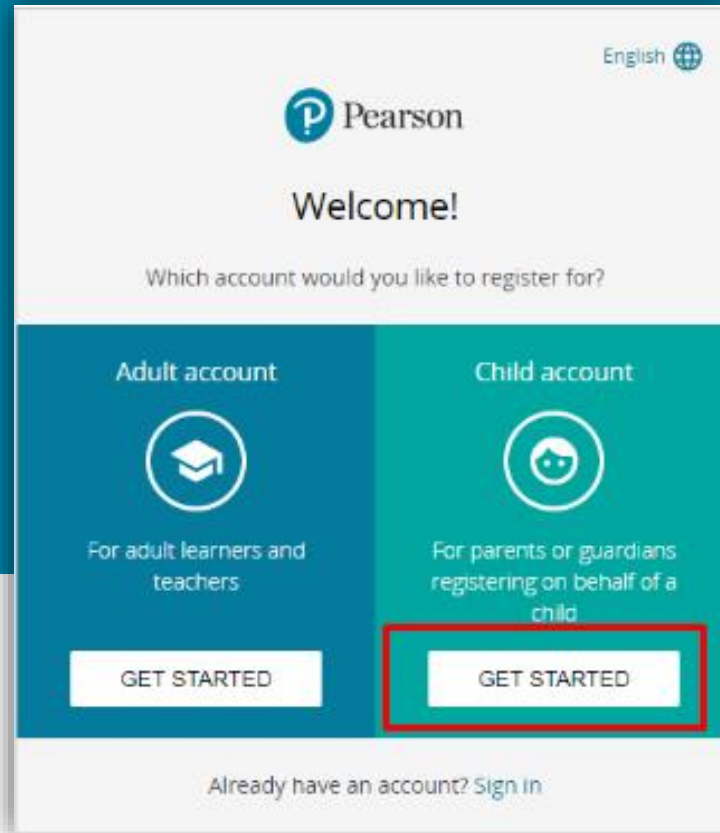 English
Pearson
Welcome!
Which account would you like to register for?
Adult account
For adult learners and
teachers
GET STARTED
Child account
For parents or guardians
registering on behalf of a
child
GET STARTED
Already have an account? Sign in